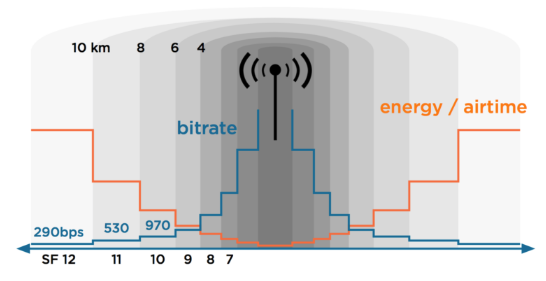 10 km 8 6 4
energy / airtime
bitrate
290bps 530 970
SF 12 11 10 9 8 7